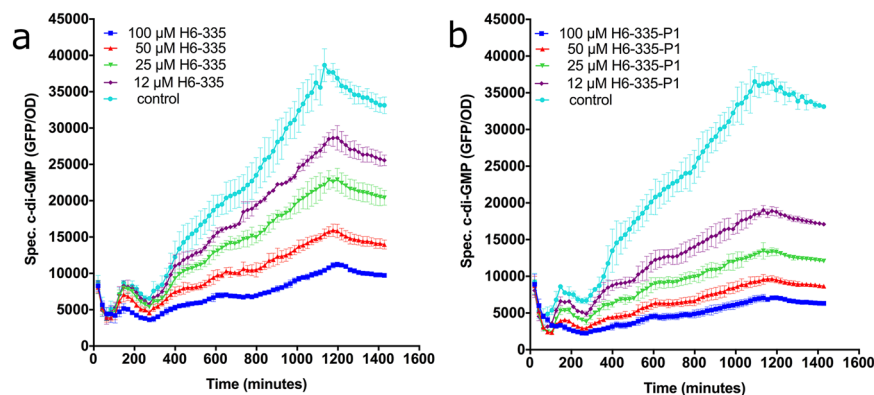 a
45000
40000
35000
30000
25000
20000
15000
10000
5000
0
Spec. c-di-GMP (GFP/OD)
100 µM H6-335
50 µM H6-335
25 µM H6-335
12 µM H6-335
control
0 200 400 600 800 1000 1200 1400 1600
Time (minutes)
b
45000
40000
35000
30000
25000
20000
15000
10000
5000
0
Spec. c-di-GMP (GFP/OD)
100 µM H6-335-P1
50 µM H6-335-P1
25 µM H6-335-P1
12 µM H6-335-P1
control
0 200 400 600 800 1000 1200 1400 1600
Time (minutes)